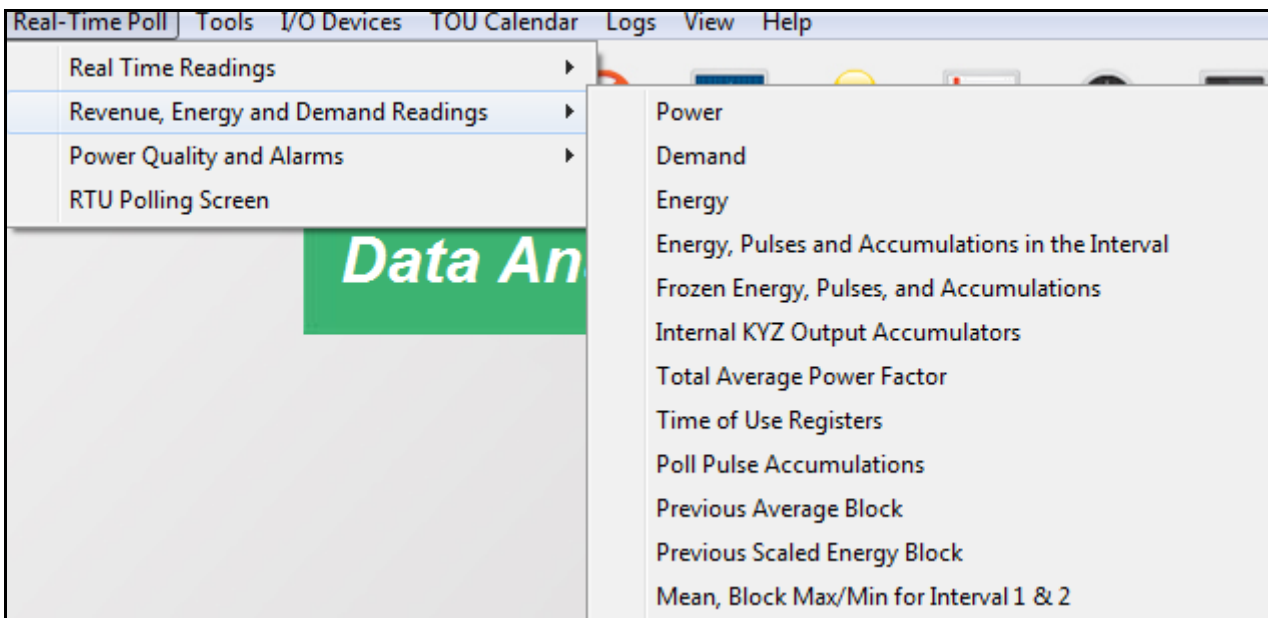 Real-Time Poll Tools I/O Devices TOU Calendar Logs View Help
Real Time Readings
Revenue, Energy and Demand Readings
Power Quality and Alarms
RTU Polling Screen
Data An
Power
Demand
Energy
Energy, Pulses and Accumulations in the Interval
Frozen Energy, Pulses, and Accumulations
Internal KYZ Output Accumulators
Total Average Power Factor
Time of Use Registers
Poll Pulse Accumulations
Previous Average Block
Previous Scaled Energy Block
Mean, Block Max/Min for Interval 1 & 2